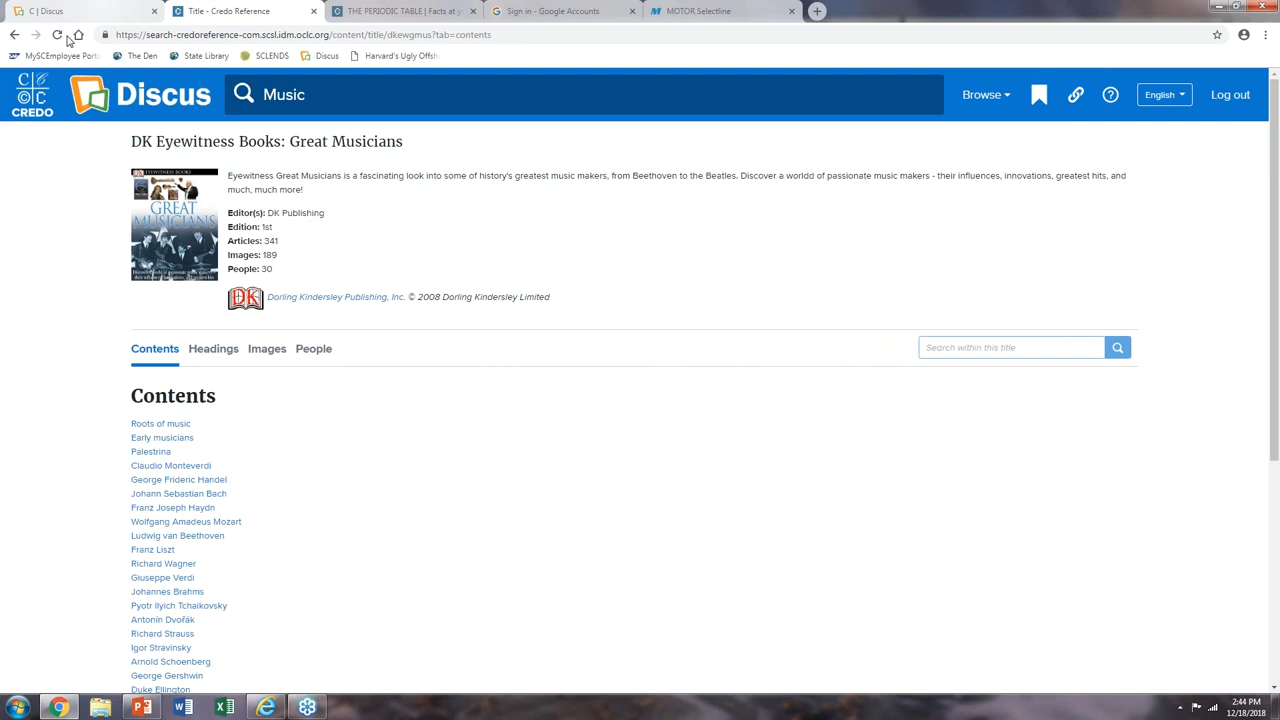 C | Discus
Title - Credo Reference
THE PERIODIC TABLE | Facts at y
Sign in - Google Accounts
MOTOR Selectline
https://search-credoreference-com.scsl.idm.oclc.org/content/title/dkewgmus?tab=contents
MySCEmployee Porta
The Den
State Library
SCLENDS
Discus
Harvard's Ugly Offsh
CREDO
Discus
Music
Browse
English
Log out
DK Eyewitness Books: Great Musicians
EYEWITNESS BOOKS
GREAT
MUSICIANS
Eyewitness Great Musicians is a fascinating look into some of history's greatest music makers, from Beethoven to the Beatles. Discover a worldd of passionate music makers - their influences, innovations, greatest hits, and
much, much more!
Editor(s): DK Publishing
Edition: 1st
Articles: 341
Images: 189
People: 30
DK
Dorling Kindersley Publishing, Inc. © 2008 Dorling Kindersley Limited
Contents
Headings
Images
People
Search within this title
Contents
Roots of music
Early musicians
Palestrina
Claudio Monteverdi
George Frideric Handel
Johann Sebastian Bach
Franz Joseph Haydn
Wolfgang Amadeus Mozart
Ludwig van Beethoven
Franz Liszt
Richard Wagner
Giuseppe Verdi
Johannes Brahms
Pyotr Ilyich Tchaikovsky
Antonín Dvořák
Richard Strauss
Igor Stravinsky
Arnold Schoenberg
George Gershwin
Duke Ellington
2:44 PM
12/18/2018